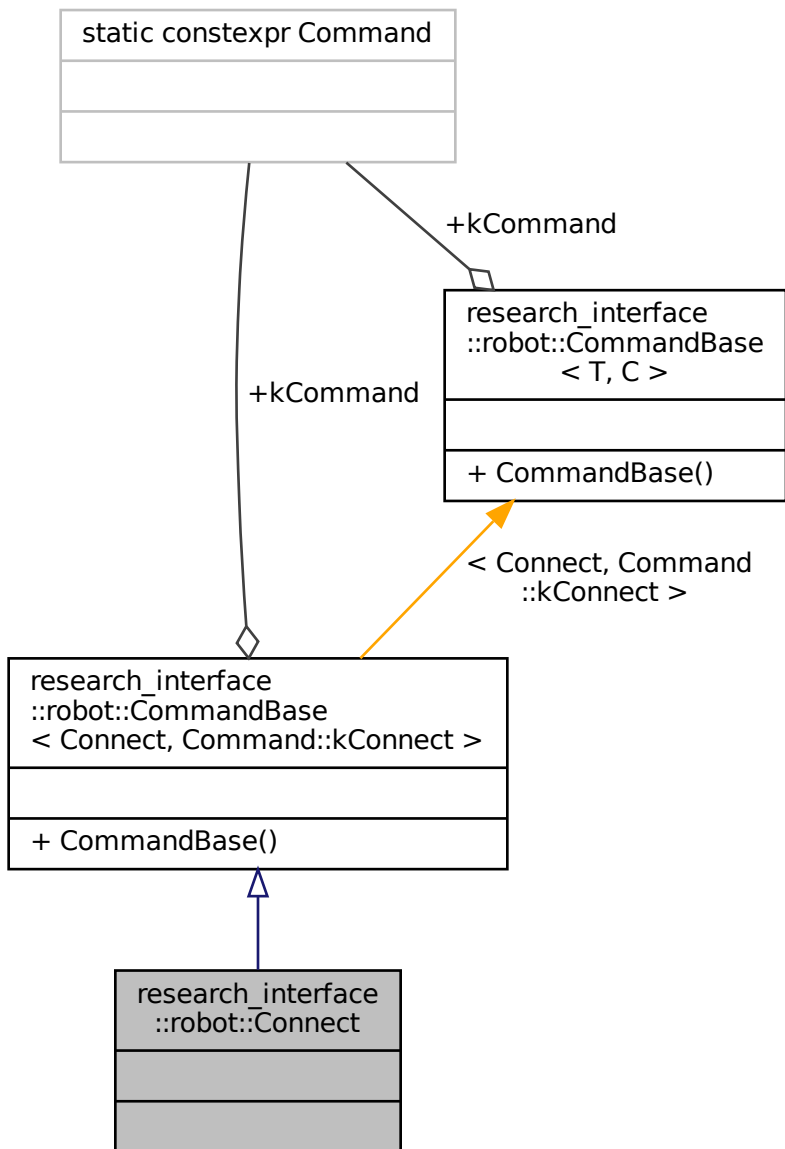 static constexpr Command
+kCommand
research_interface
::robot::CommandBase
< T, C >
+ CommandBase()
+kCommand
< Connect, Command
::kConnect >
research_interface
::robot::CommandBase
< Connect, Command::kConnect >
+ CommandBase()
research_interface
::robot::Connect